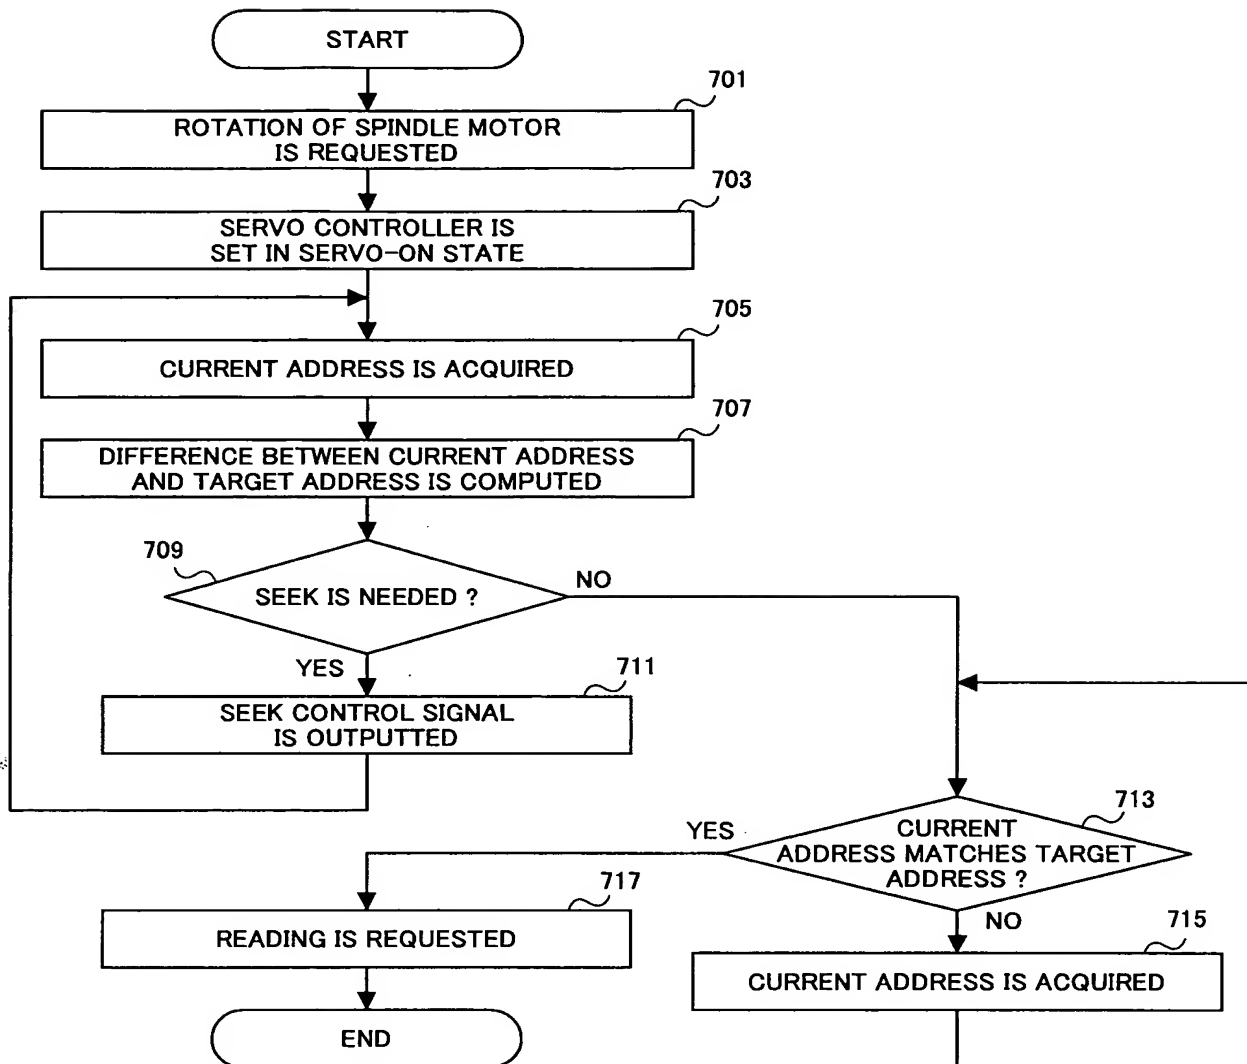 START
701
ROTATION OF SPINDLE MOTOR
IS REQUESTED
703
SERVO CONTROLLER IS
SET IN SERVO-ON STATE
705
CURRENT ADDRESS IS ACQUIRED
707
DIFFERENCE BETWEEN CURRENT ADDRESS
AND TARGET ADDRESS IS COMPUTED
709
SEEK IS NEEDED ?
NO
YES
711
SEEK CONTROL SIGNAL
IS OUTPUTTED
713
CURRENT
ADDRESS MATCHES TARGET
ADDRESS ?
YES
NO
715
CURRENT ADDRESS IS ACQUIRED
717
READING IS REQUESTED
END